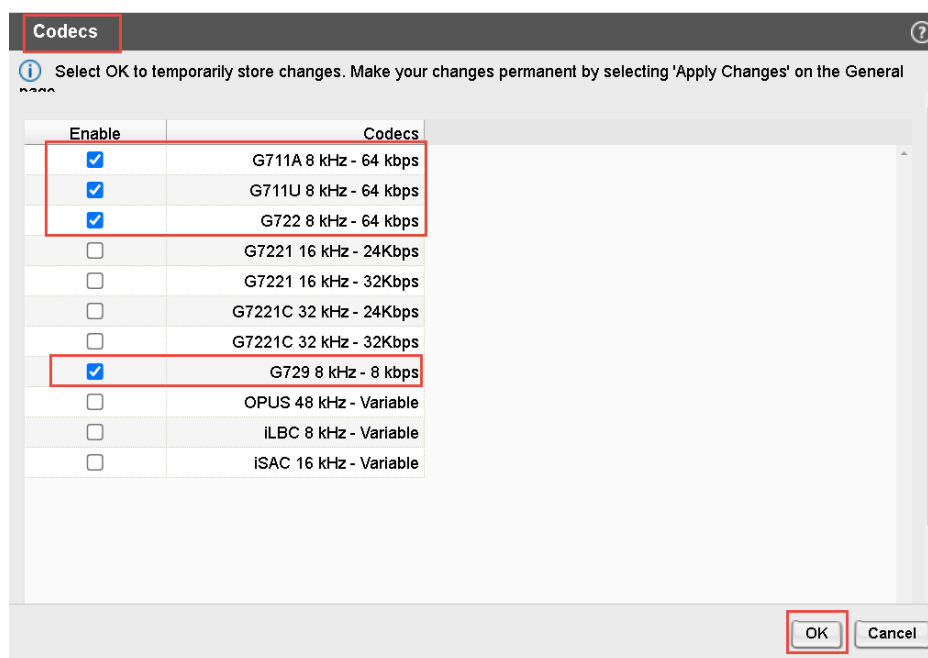 Codecs
?
i Select OK to temporarily store changes. Make your changes permanent by selecting 'Apply Changes' on the General
page
Enable Codecs
G711A 8 kHz - 64 kbps
G711U 8 kHz - 64 kbps
G722 8 kHz - 64 kbps
G7221 16 kHz - 24Kbps
G7221 16 kHz - 32Kbps
G7221C 32 kHz - 24Kbps
G7221C 32 kHz - 32Kbps
G729 8 kHz - 8 kbps
OPUS 48 kHz - Variable
iLBC 8 kHz - Variable
iSAC 16 kHz - Variable
OK Cancel